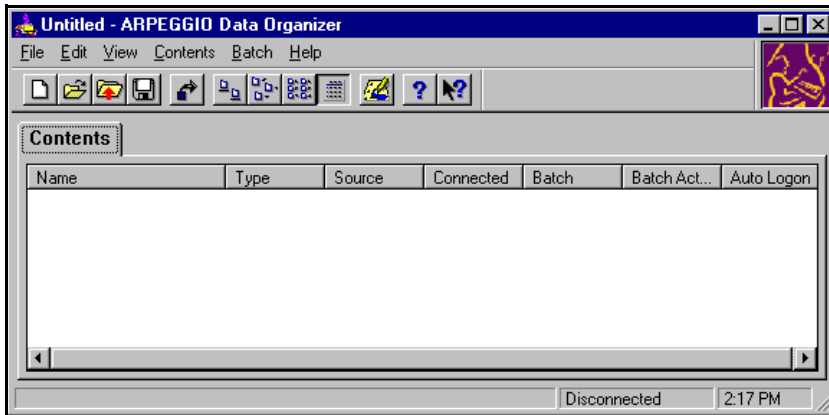 Untitled - ARPEGGIO Data Organizer
File Edit View Contents Batch Help
Contents
Name Type Source Connected Batch Batch Act... Auto Logon
Disconnected 2:17 PM